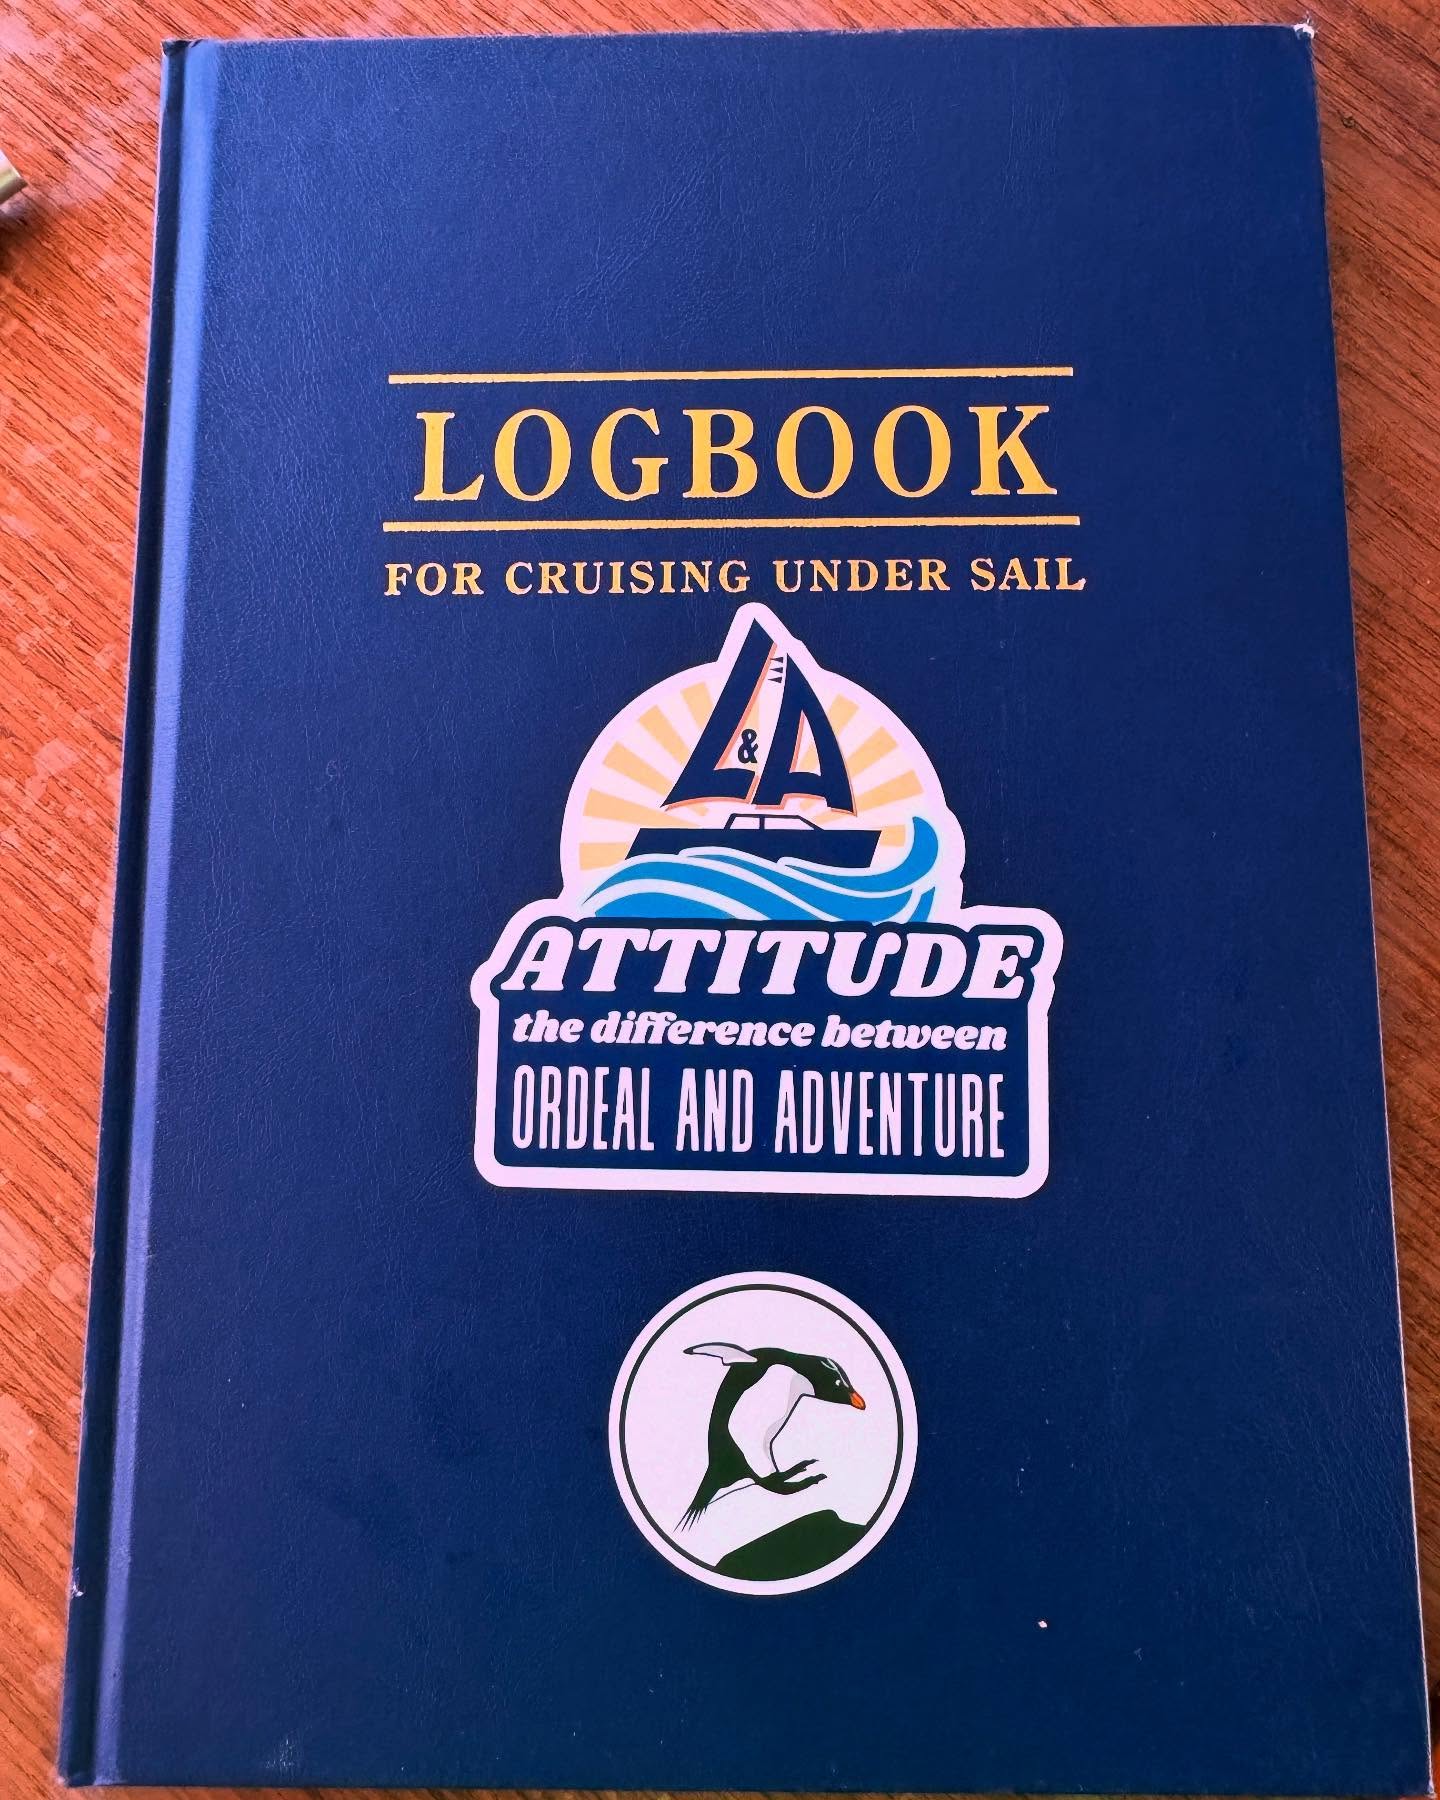 LOGBOOK
FOR CRUISING UNDER SAIL
L&A
ATTITUDE
the difference between
ORDEAL AND ADVENTURE